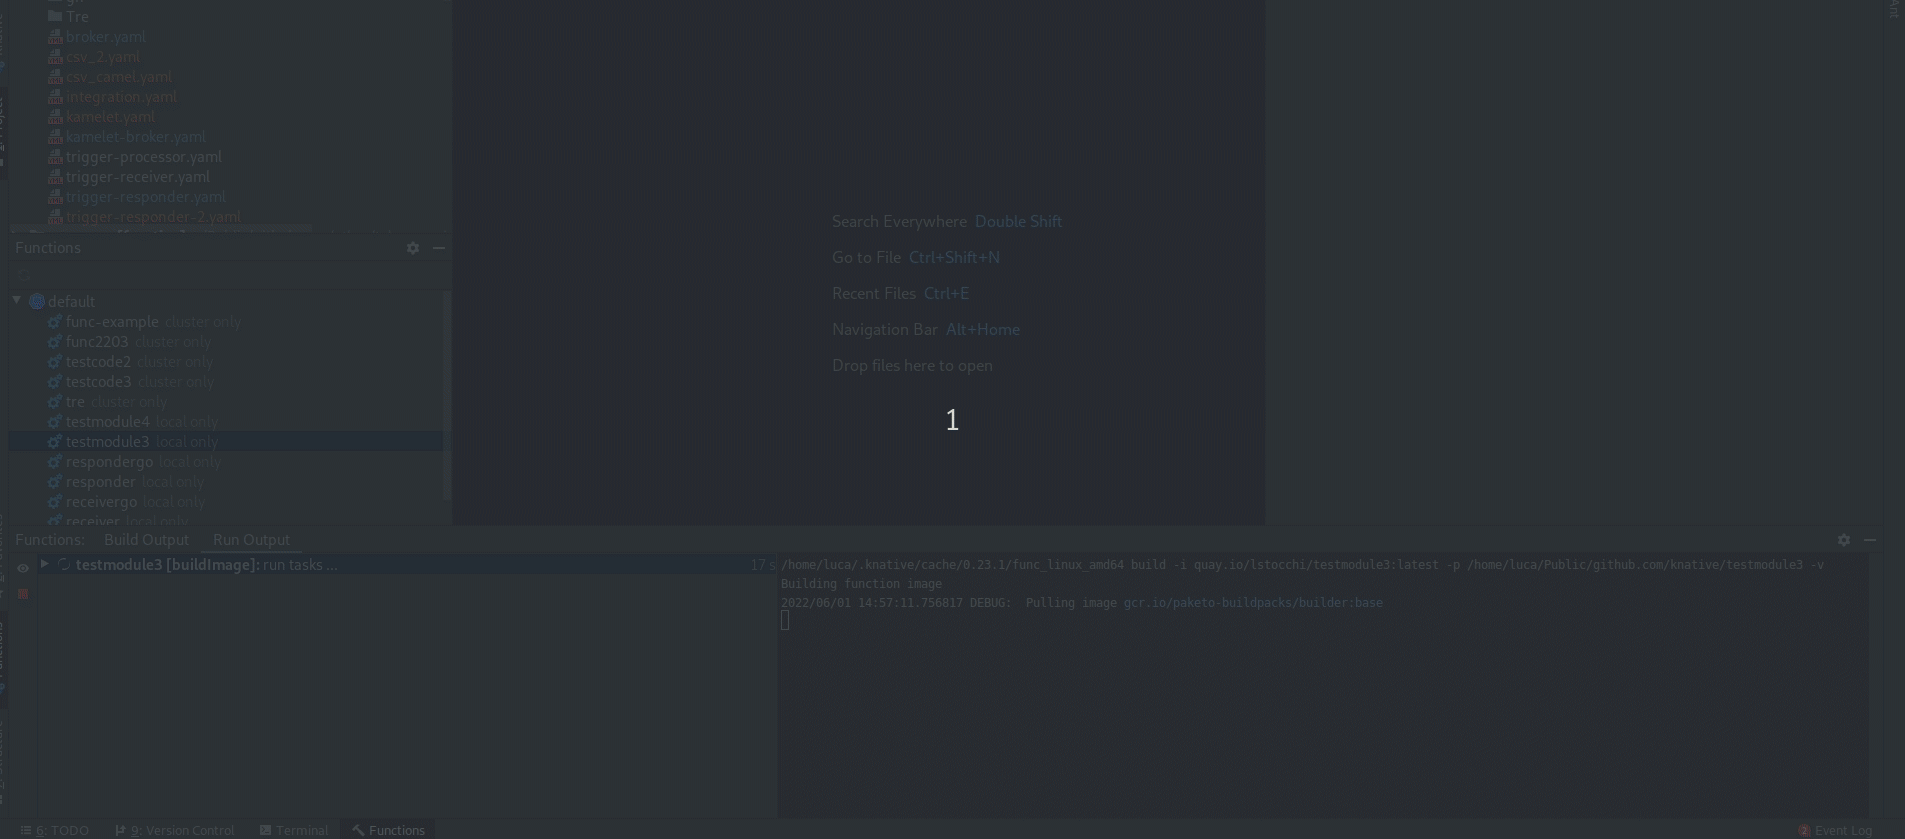 Tre
broker.yaml
csv_2.yaml
csv_camel.yaml
integration.yaml
kamelet.yaml
kamelet-broker.yaml
trigger-processor.yaml
trigger-receiver.yaml
trigger-responder.yaml
trigger-responder-2.yaml
Functions
default
func-example cluster only
func2203 cluster only
testcode2 cluster only
testcode3 cluster only
tre cluster only
testmodule4 local only
testmodule3 local only
respondergo local only
responder local only
receivergo local only
receiver local only
Search Everywhere Double Shift
Go to File Ctrl+Shift+N
Recent Files Ctrl+E
Navigation Bar Alt+Home
Drop files here to open
1
Ant
Functions: Build Output Run Output
testmodule3 [buildImage]: run tasks ... 17 s
/home/luca/.knative/cache/0.23.1/func_linux_amd64 build -i quay.io/lstocchi/testmodule3:latest -p /home/luca/Public/github.com/knative/testmodule3 -v
Building function image
2022/06/01 14:57:11.756817 DEBUG:  Pulling image gcr.io/paketo-buildpacks/builder:base
6: TODO 9: Version Control Terminal Functions 2 Event Log